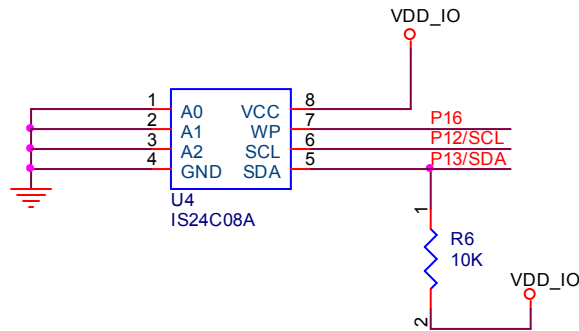 VDD_IO
1 A0 VCC 8
2 A1 WP 7 P16
3 A2 SCL 6 P12/SCL
4 GND SDA 5 P13/SDA
U4
IS24C08A
1
R6
10K
VDD_IO
2